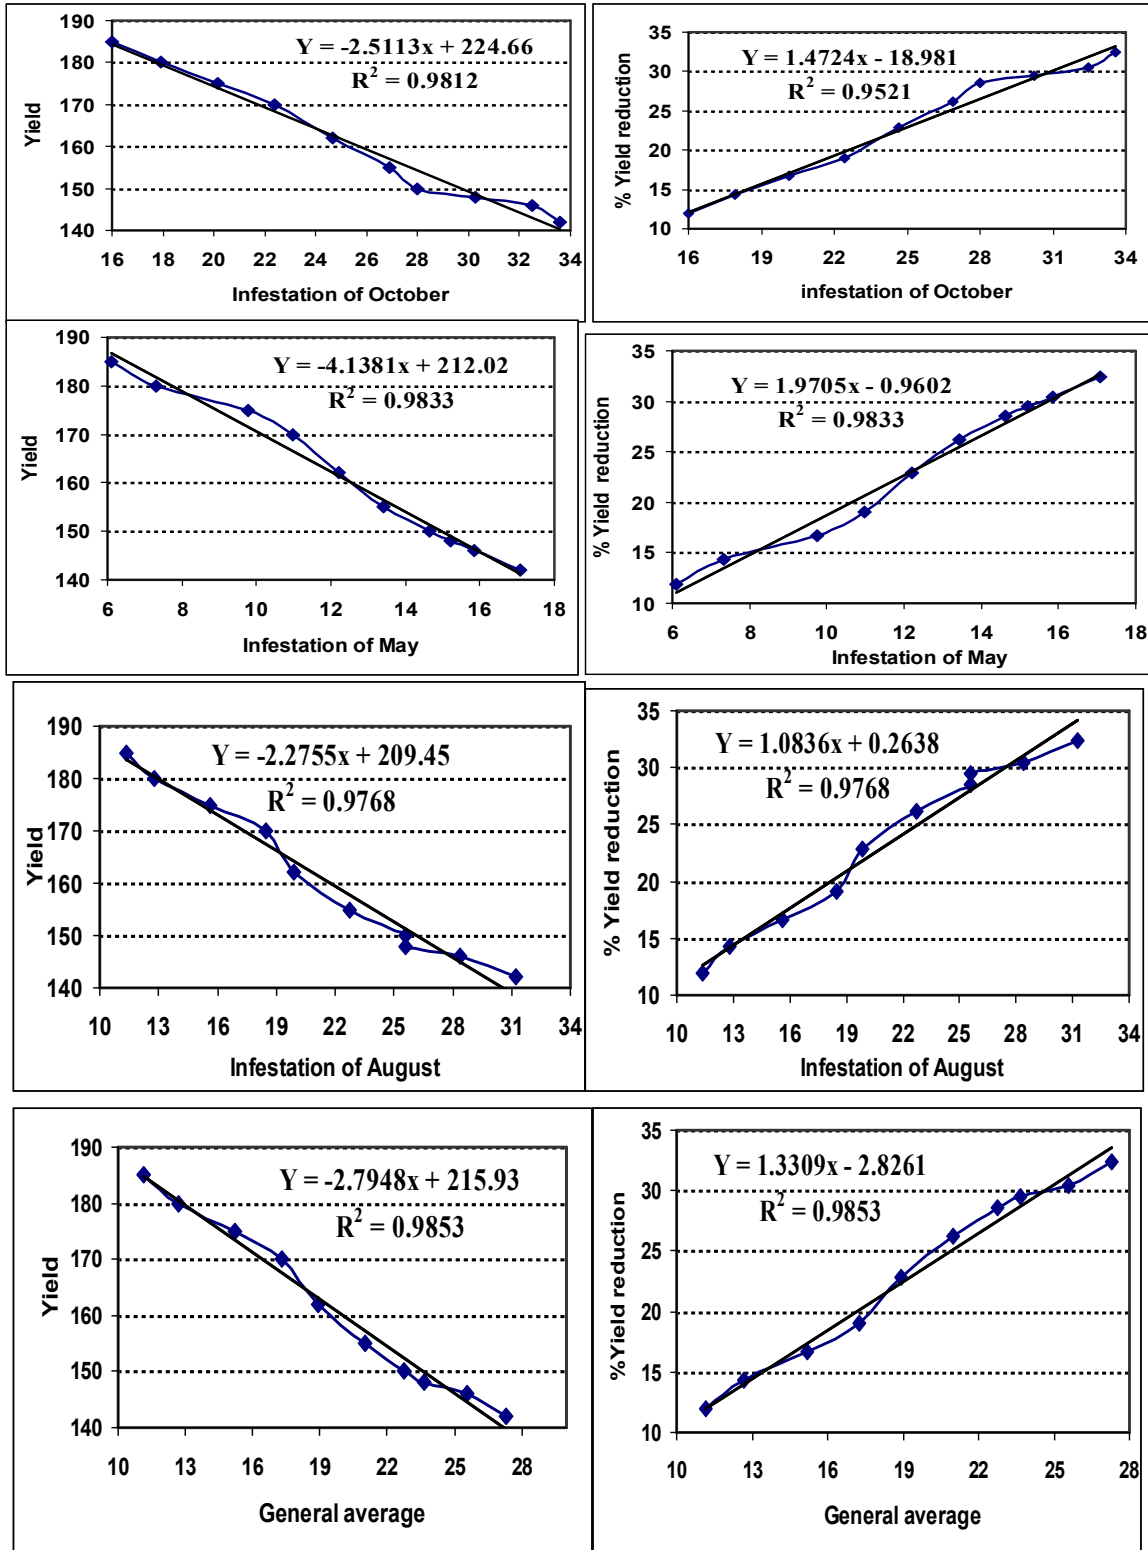 190
180
170
160
150
140
Yield
Y = -2.5113x + 224.66
R² = 0.9812
16 18 20 22 24 26 28 30 32 34
Infestation of October
35
30
25
20
15
10
% Yield reduction
Y = 1.4724x - 18.981
R² = 0.9521
16 19 22 25 28 31 34
infestation of October
190
180
170
160
150
140
Yield
Y = -4.1381x + 212.02
R² = 0.9833
6 8 10 12 14 16 18
Infestation of May
35
30
25
20
15
10
% Yield reduction
Y = 1.9705x - 0.9602
R² = 0.9833
6 8 10 12 14 16 18
Infestation of May
190
180
170
160
150
140
Yield
Y = -2.2755x + 209.45
R² = 0.9768
10 13 16 19 22 25 28 31 34
Infestation of August
35
30
25
20
15
10
% Yield reduction
Y = 1.0836x + 0.2638
R² = 0.9768
10 13 16 19 22 25 28 31 34
Infestation of August
190
180
170
160
150
140
Yield
Y = -2.7948x + 215.93
R² = 0.9853
10 13 16 19 22 25 28
General average
35
30
25
20
15
10
%Yield reduction
Y = 1.3309x - 2.8261
R² = 0.9853
10 13 16 19 22 25 28
General average